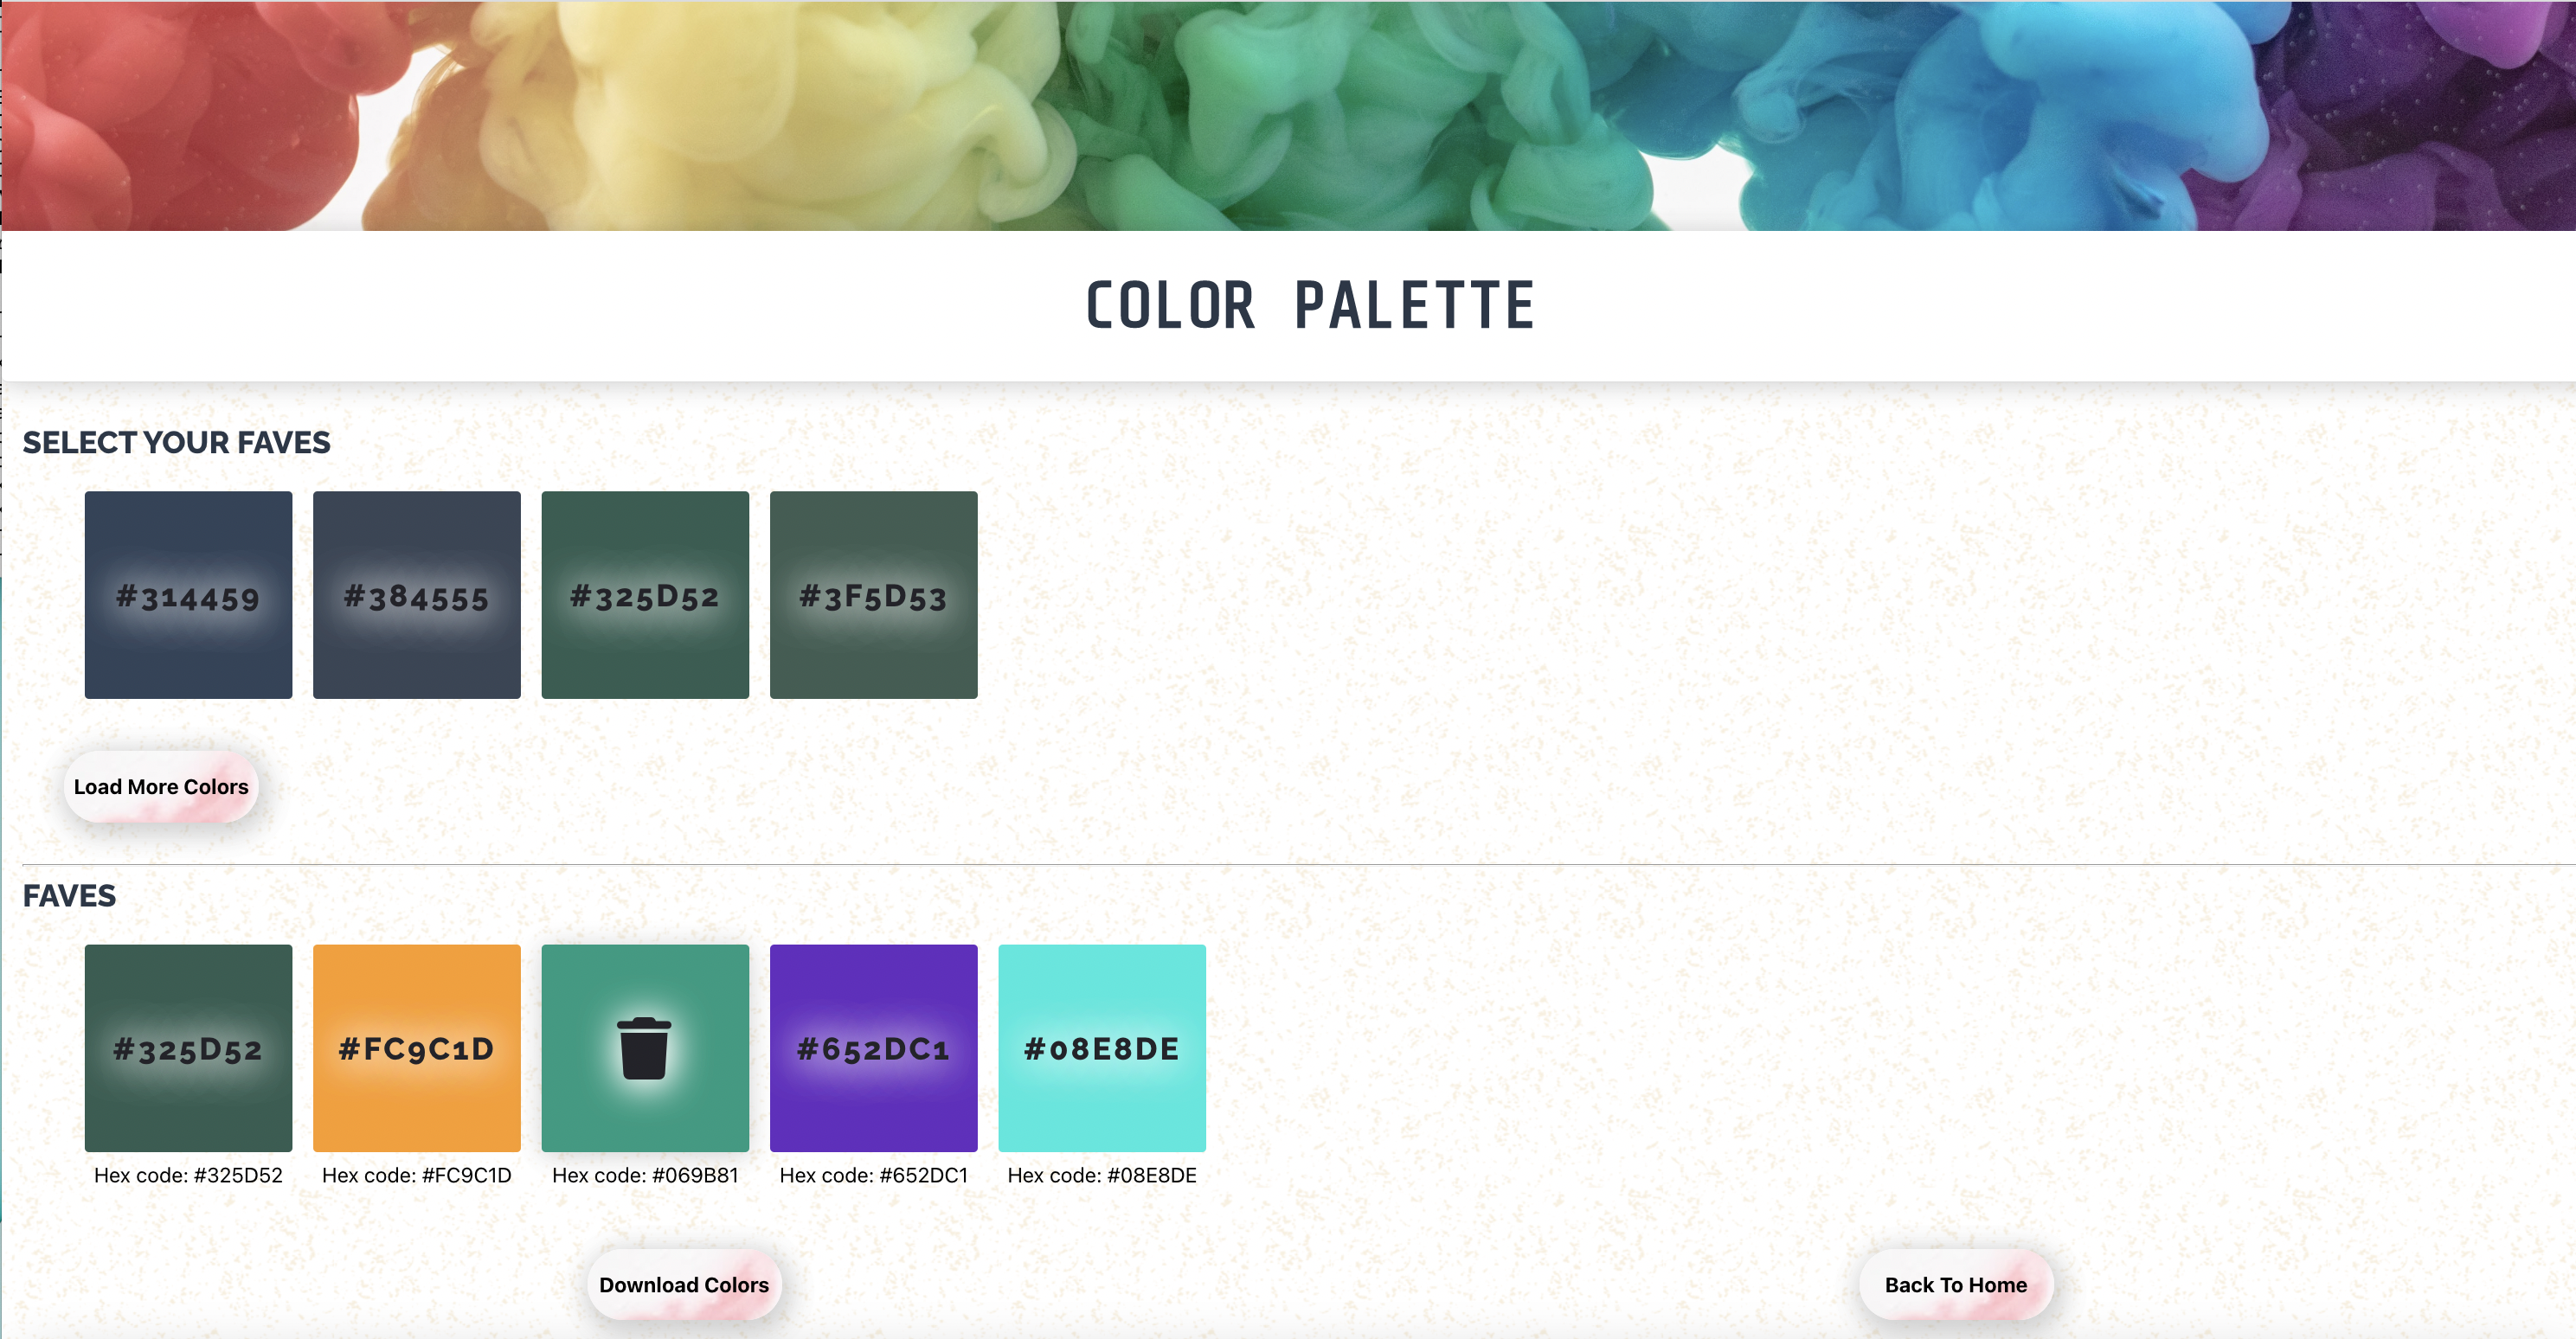 COLOR PALETTE
SELECT YOUR FAVES
#314459 #384555 #325D52 #3F5D53
Load More Colors
FAVES
#325D52 #FC9C1D #652DC1 #08E8DE
Hex code: #325D52 Hex code: #FC9C1D Hex code: #069B81 Hex code: #652DC1 Hex code: #08E8DE
Download Colors Back To Home